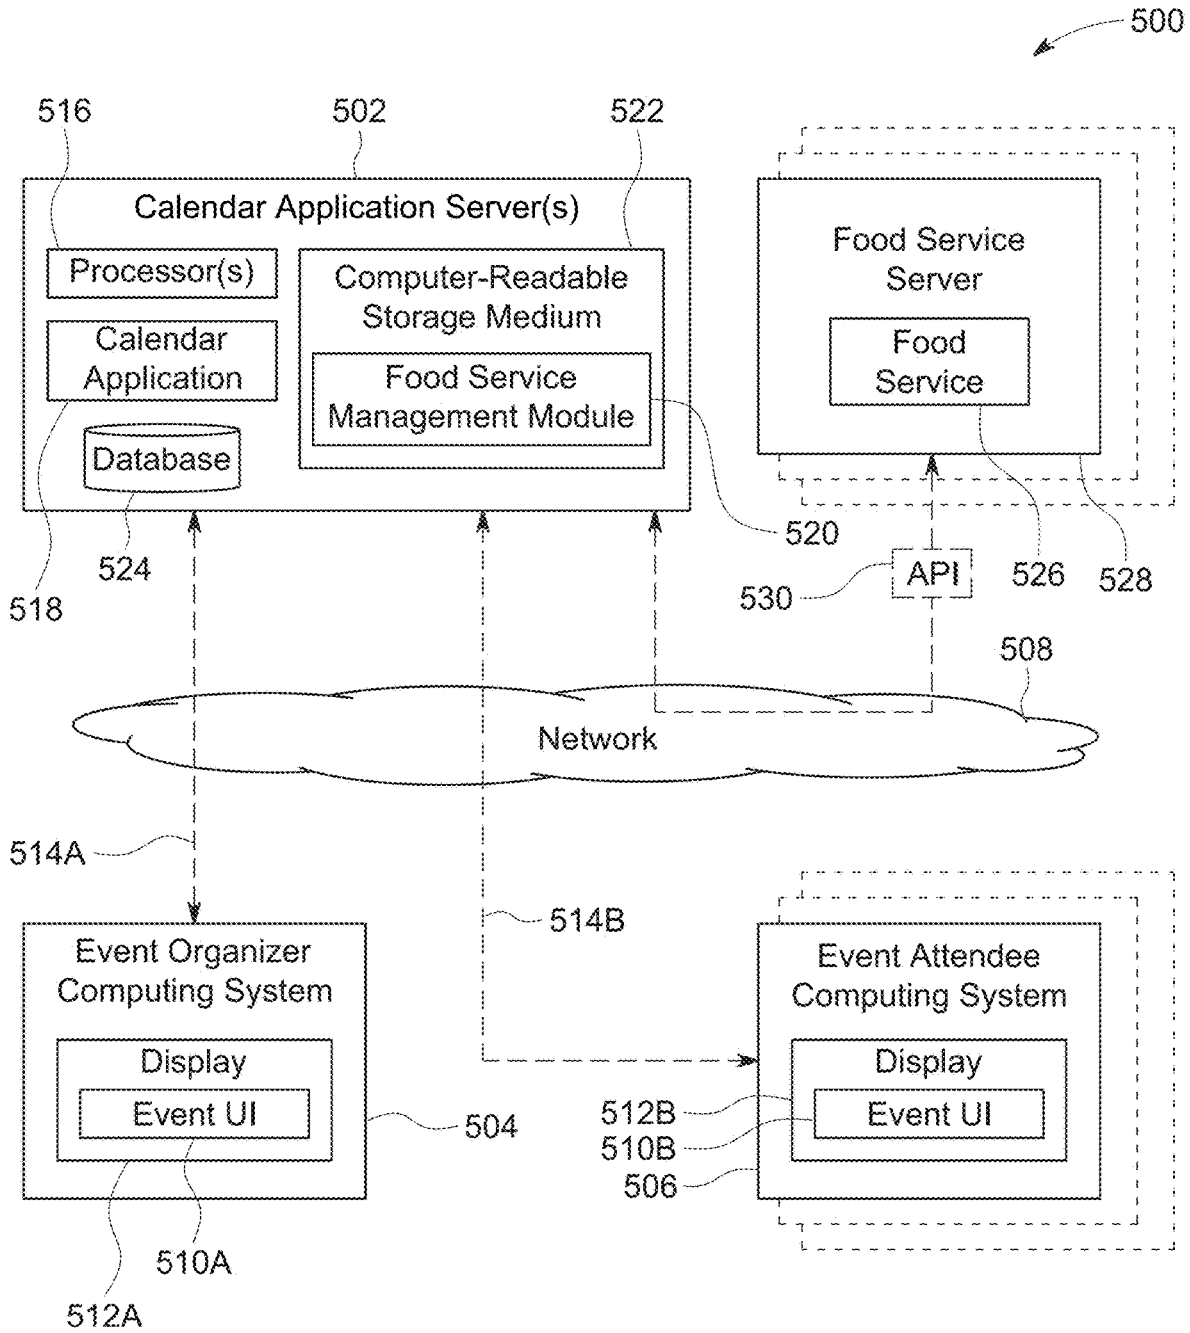 500
516
502
522
Calendar Application Server(s)
Processor(s)
Calendar
Application
Database
Computer-Readable
Storage Medium
Food Service
Management Module
Food Service
Server
Food
Service
524
518
520
530
API
526
528
508
Network
514A
514B
Event Organizer
Computing System
Display
Event UI
504
510A
512A
Event Attendee
Computing System
Display
Event UI
512B
510B
506